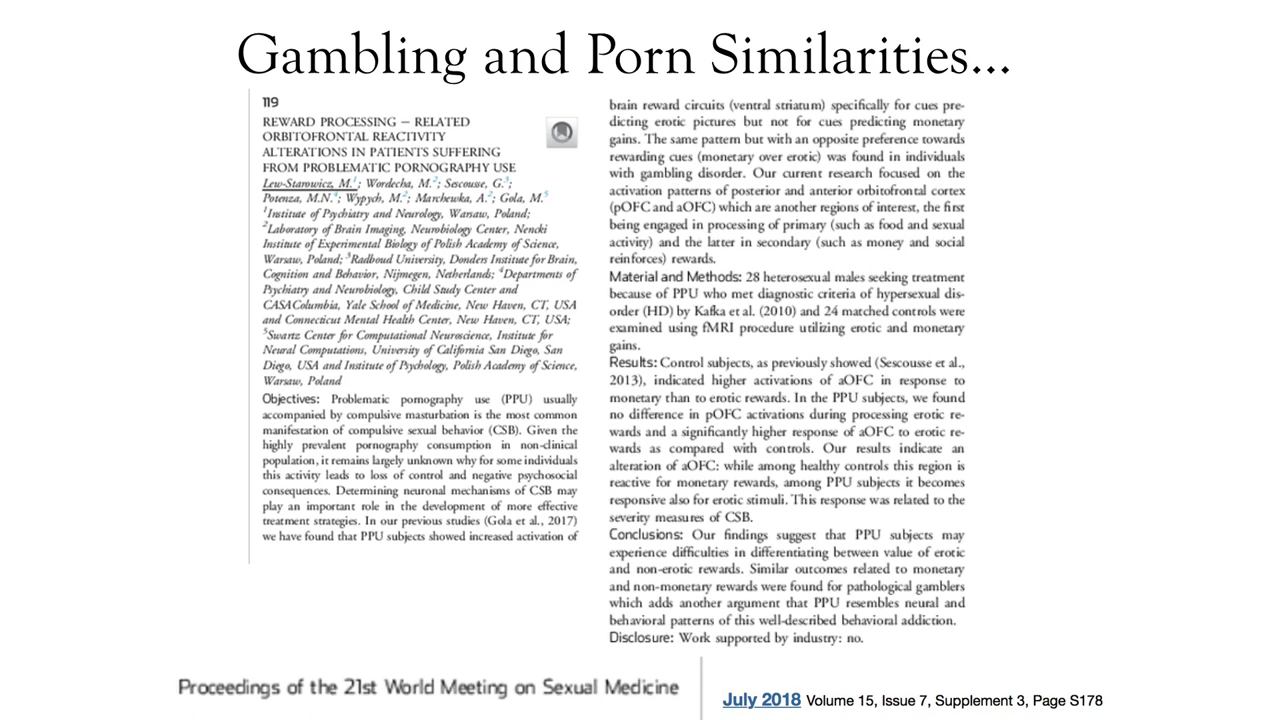 Gambling and Porn Similarities...
119
REWARD PROCESSING – RELATED
ORBITOFRONTAL REACTIVITY
ALTERATIONS IN PATIENTS SUFFERING
FROM PROBLEMATIC PORNOGRAPHY USE
Lew-Starowicz, M.1; Wordecha, M.2; Sescousse, G.3;
Potenza, M.N.4; Wypych, M.2; Marchewka, A.2; Gola, M.5
1Institute of Psychiatry and Neurology, Warsaw, Poland;
2Laboratory of Brain Imaging, Neurobiology Center, Nencki
Institute of Experimental Biology of Polish Academy of Science,
Warsaw, Poland; 3Radboud University, Donders Institute for Brain,
Cognition and Behavior, Nijmegen, Netherlands; 4Departments of
Psychiatry and Neurobiology, Child Study Center and
CASAColumbia, Yale School of Medicine, New Haven, CT, USA
and Connecticut Mental Health Center, New Haven, CT, USA;
5Swartz Center for Computational Neuroscience, Institute for
Neural Computations, University of California San Diego, San
Diego, USA and Institute of Psychology, Polish Academy of Science,
Warsaw, Poland
Objectives: Problematic pornography use (PPU) usually
accompanied by compulsive masturbation is the most common
manifestation of compulsive sexual behavior (CSB). Given the
highly prevalent pornography consumption in non-clinical
population, it remains largely unknown why for some individuals
this activity leads to loss of control and negative psychosocial
consequences. Determining neuronal mechanisms of CSB may
play an important role in the development of more effective
treatment strategies. In our previous studies (Gola et al., 2017)
we have found that PPU subjects showed increased activation of
brain reward circuits (ventral striatum) specifically for cues pre-
dicting erotic pictures but not for cues predicting monetary
gains. The same pattern but with an opposite preference towards
rewarding cues (monetary over erotic) was found in individuals
with gambling disorder. Our current research focused on the
activation patterns of posterior and anterior orbitofrontal cortex
(pOFC and aOFC) which are another regions of interest, the first
being engaged in processing of primary (such as food and sexual
activity) and the latter in secondary (such as money and social
reinforces) rewards.
Material and Methods: 28 heterosexual males seeking treatment
because of PPU who met diagnostic criteria of hypersexual dis-
order (HD) by Kafka et al. (2010) and 24 matched controls were
examined using fMRI procedure utilizing erotic and monetary
gains.
Results: Control subjects, as previously showed (Sescousse et al.,
2013), indicated higher activations of aOFC in response to
monetary than to erotic rewards. In the PPU subjects, we found
no difference in pOFC activations during processing erotic re-
wards and a significantly higher response of aOFC to erotic re-
wards as compared with controls. Our results indicate an
alteration of aOFC: while among healthy controls this region is
reactive for monetary rewards, among PPU subjects it becomes
responsive also for erotic stimuli. This response was related to the
severity measures of CSB.
Conclusions: Our findings suggest that PPU subjects may
experience difficulties in differentiating between value of erotic
and non-erotic rewards. Similar outcomes related to monetary
and non-monetary rewards were found for pathological gamblers
which adds another argument that PPU resembles neural and
behavioral patterns of this well-described behavioral addiction.
Disclosure: Work supported by industry: no.
Proceedings of the 21st World Meeting on Sexual Medicine
July 2018 Volume 15, Issue 7, Supplement 3, Page S178